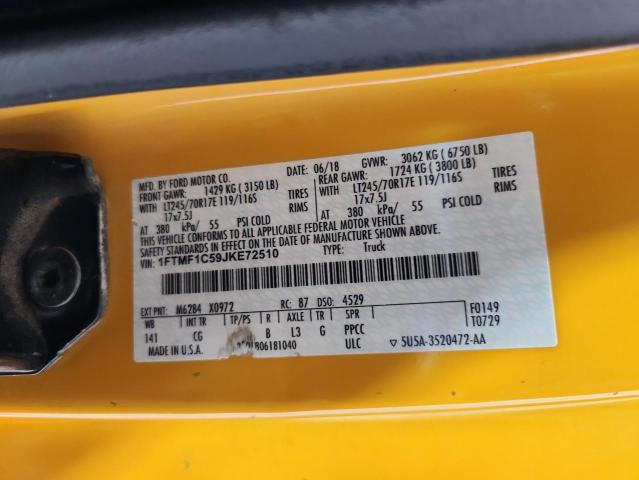 MFD. BY FORD MOTOR CO.
DATE: 06/18 GVWR: 3062 KG (6750 LB)
FRONT GAWR: 1429 KG (3150 LB) REAR GAWR: 1724 KG (3800 LB)
WITH LT245/70R17E 119/116S TIRES WITH LT245/70R17E 119/116S TIRES
17x7.5J RIMS 17x7.5J RIMS
AT 380 kPa/ 55 PSI COLD AT 380 kPa/ 55 PSI COLD
THIS VEHICLE CONFORMS TO ALL APPLICABLE FEDERAL MOTOR VEHICLE
SAFETY STANDARDS IN EFFECT ON THE DATE OF MANUFACTURE SHOWN ABOVE.
VIN: 1FTMF1C59JKE72510 TYPE: Truck
EXT PNT: M6284 X0972 RC: B7 DSO: 4529
WB INT TR TP/PS R AXLE TR SPR F0149
141 CG B L3 G PPCC T0729
MADE IN U.S.A. 06181040 ULC 5U5A-3520472-AA